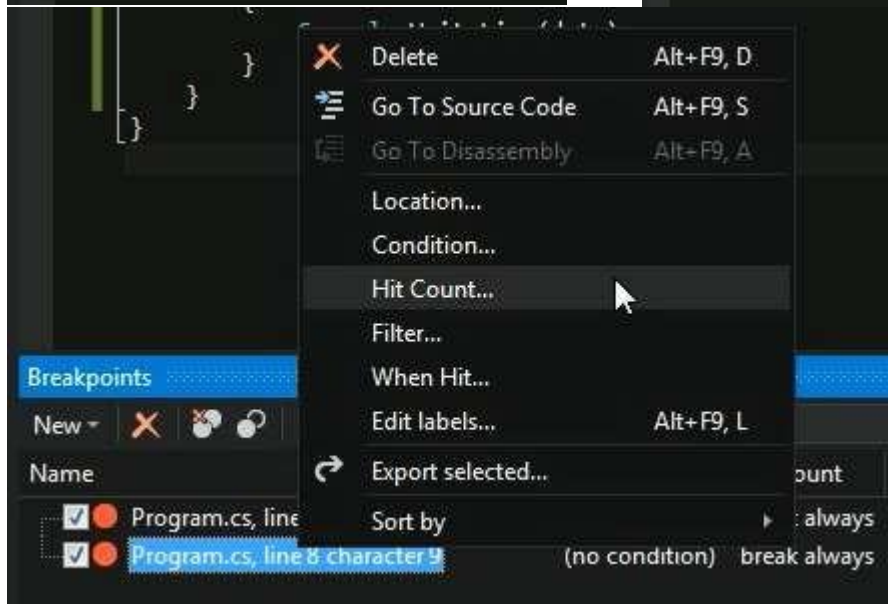 {
}
}
}
Delete Alt+F9, D
Go To Source Code Alt+F9, S
Go To Disassembly Alt+F9, A
Location...
Condition...
Hit Count...
Filter...
When Hit...
Edit labels... Alt+F9, L
Export selected...
Sort by
Breakpoints
New
Name ount
Program.cs, line : always
Program.cs, line 8 character 9 (no condition) break always